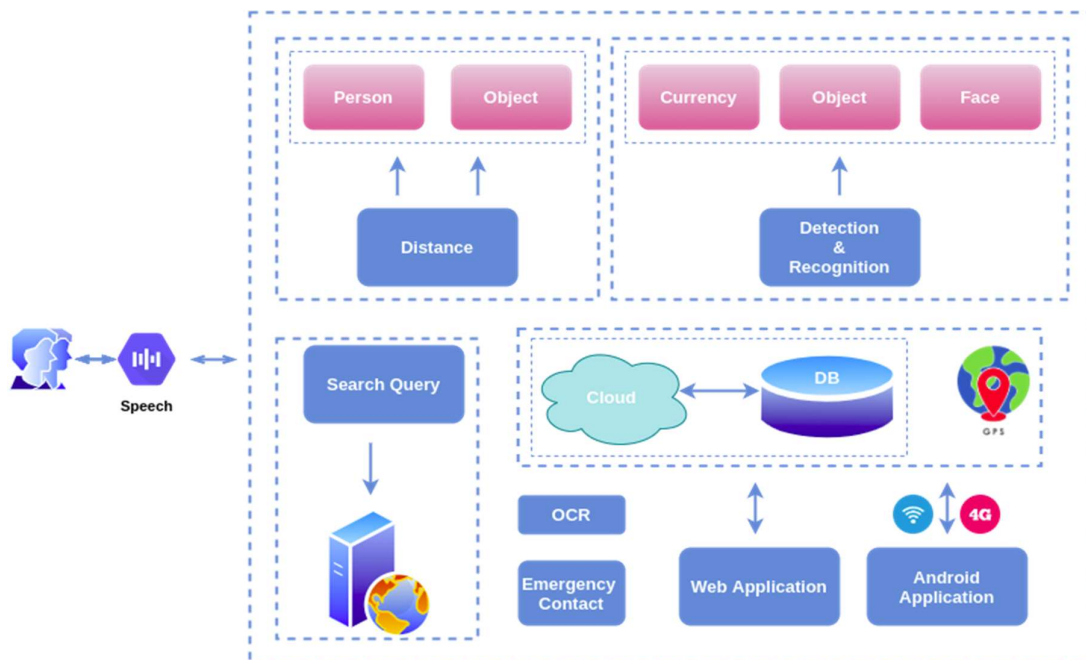 Person
Object
Currency
Object
Face
Distance
Detection
&
Recognition
Speech
Search Query
Cloud
DB
GPS
OCR
4G
Emergency
Contact
Web Application
Android
Application